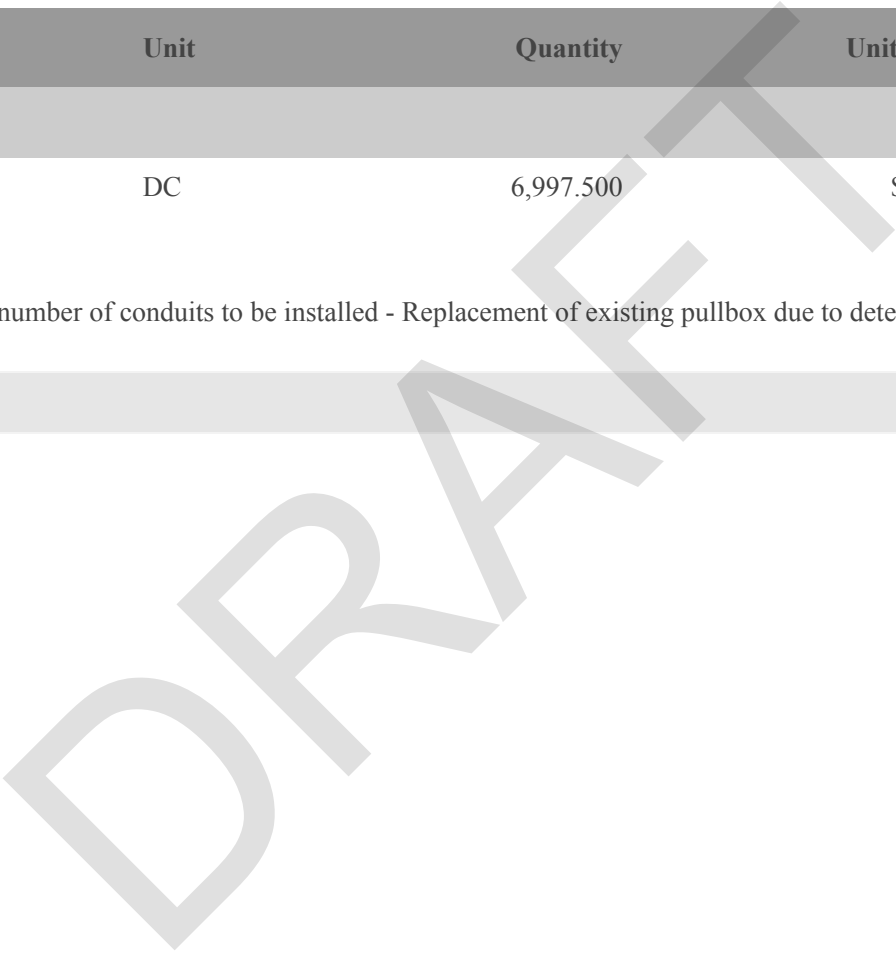 Unit Quantity Unit
DC 6,997.500 $
number of conduits to be installed - Replacement of existing pullbox due to dete
DRAFT